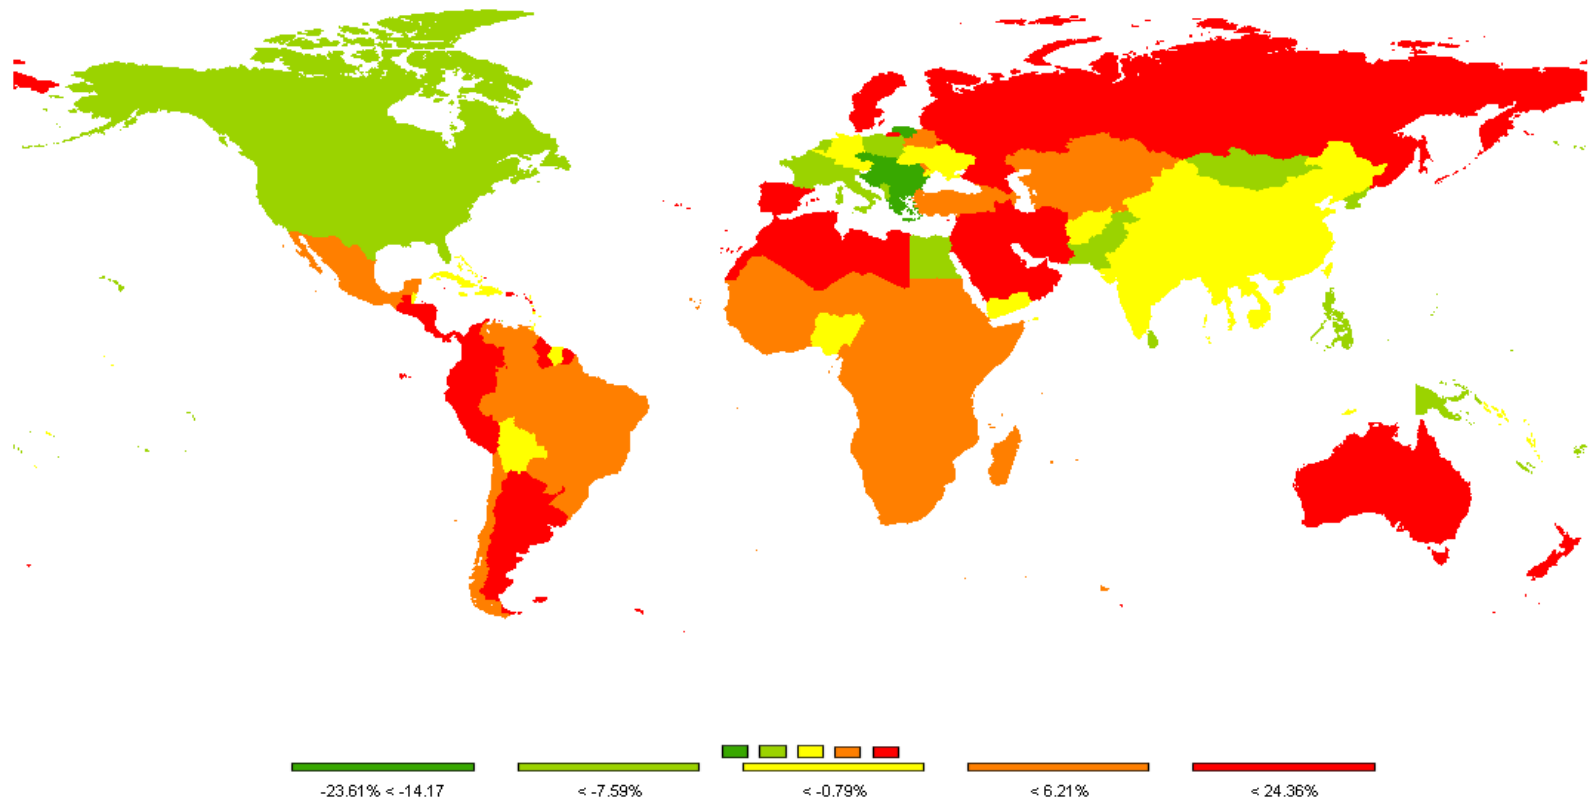 -23.61% < -14.17 < -7.59% < -0.79% < 6.21% < 24.36%